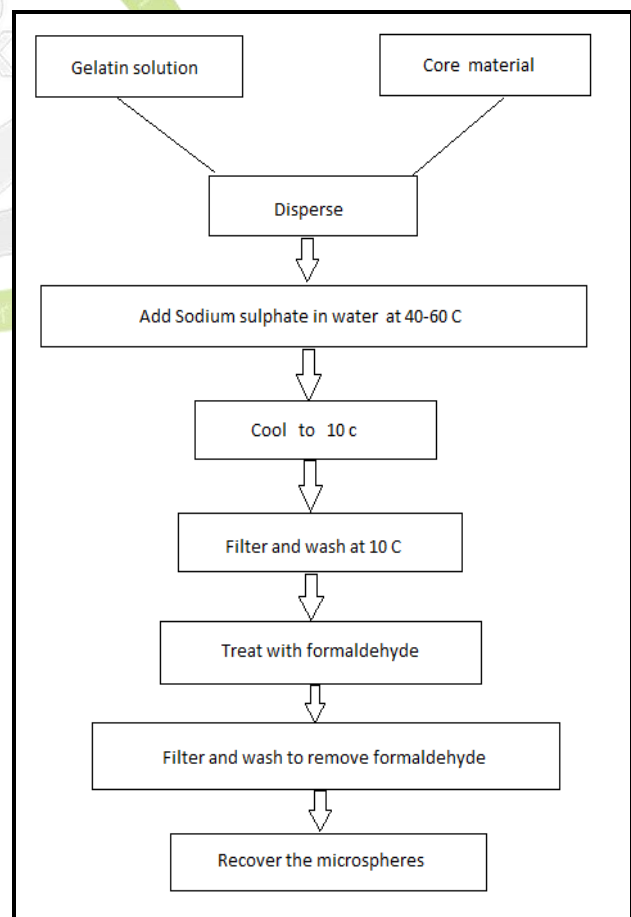 Gelatin solution
Core material
Disperse
Add Sodium sulphate in water at 40-60 C
Cool to 10 c
Filter and wash at 10 C
Treat with formaldehyde
Filter and wash to remove formaldehyde
Recover the microspheres